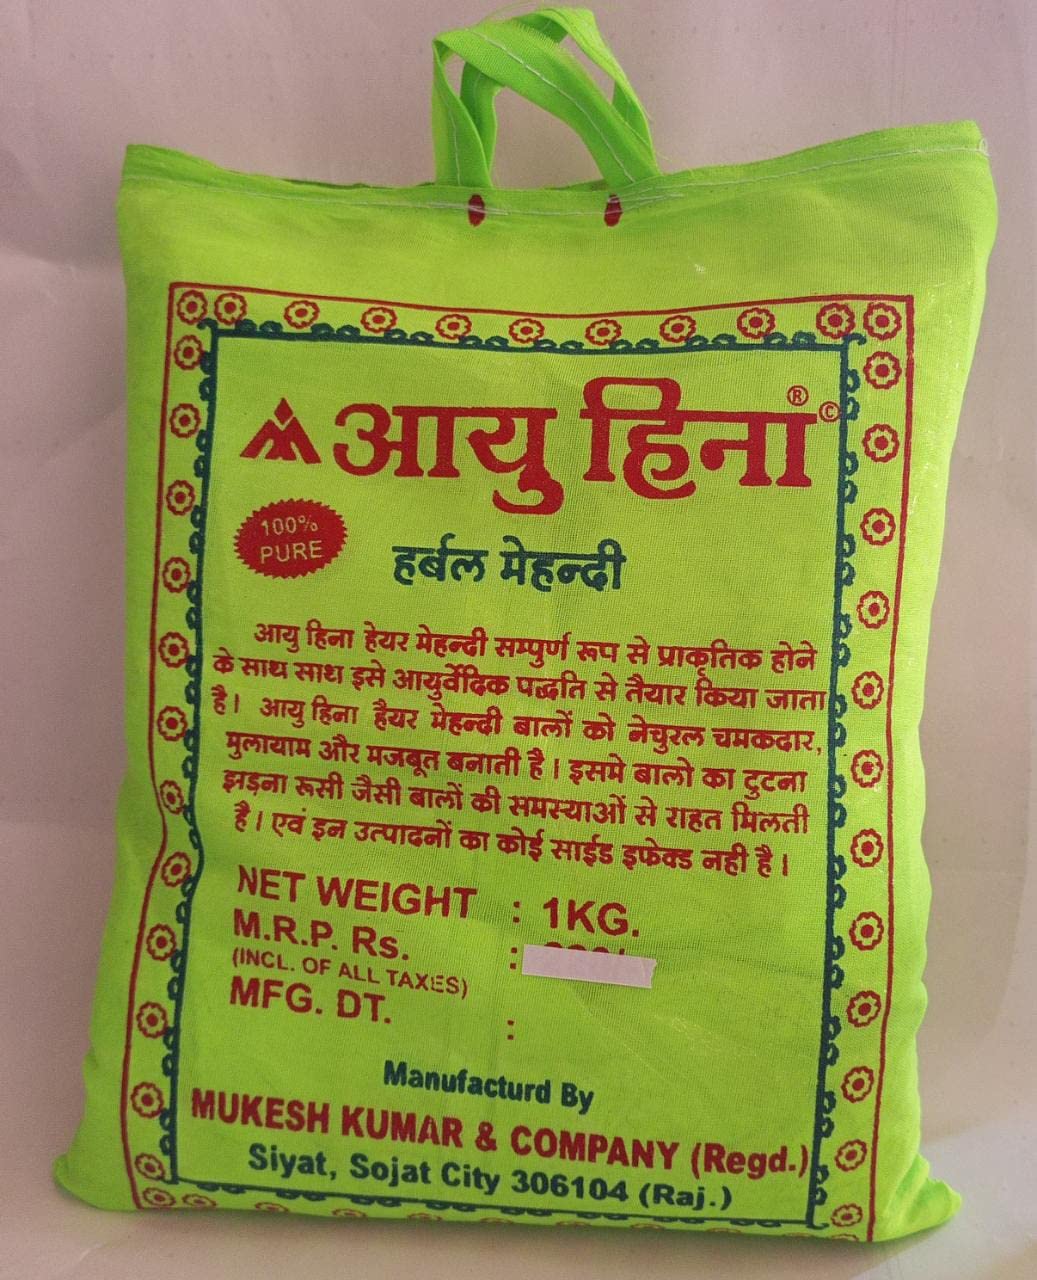 आयु हिना ® ©
100%
PURE
हर्बल मेहन्दी
आयु हिना हेयर मेहन्दी सम्पुर्ण रूप से प्राकृतिक होने
के साथ साथ इसे आयुर्वेदिक पद्धति से तैयार किया जाता
है। आयु हिना हैयर मेहन्दी बालों को नेचुरल चमकदार,
मुलायाम और मजबूत बनाती है। इसमे बालो का टुटना
झड़ना रूसी जैसी बालों की समस्याओं से राहत मिलती
है। एवं इन उत्पादनों का कोई साईड इफेक्ड नही है।
NET WEIGHT : 1KG.
M.R.P. Rs. :
(INCL. OF ALL TAXES)
MFG. DT. :
Manufacturd By
MUKESH KUMAR & COMPANY (Regd.)
Siyat, Sojat City 306104 (Raj.)